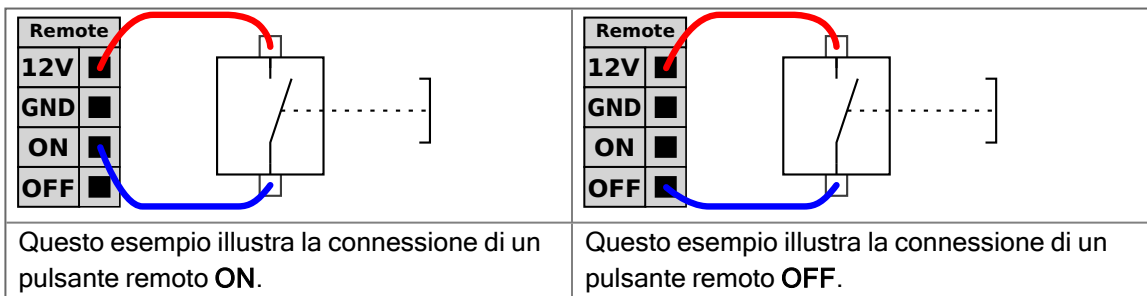 Remote
12V
GND
ON
OFF
Remote
12V
GND
ON
OFF
Questo esempio illustra la connessione di un
pulsante remoto ON.
Questo esempio illustra la connessione di un
pulsante remoto OFF.